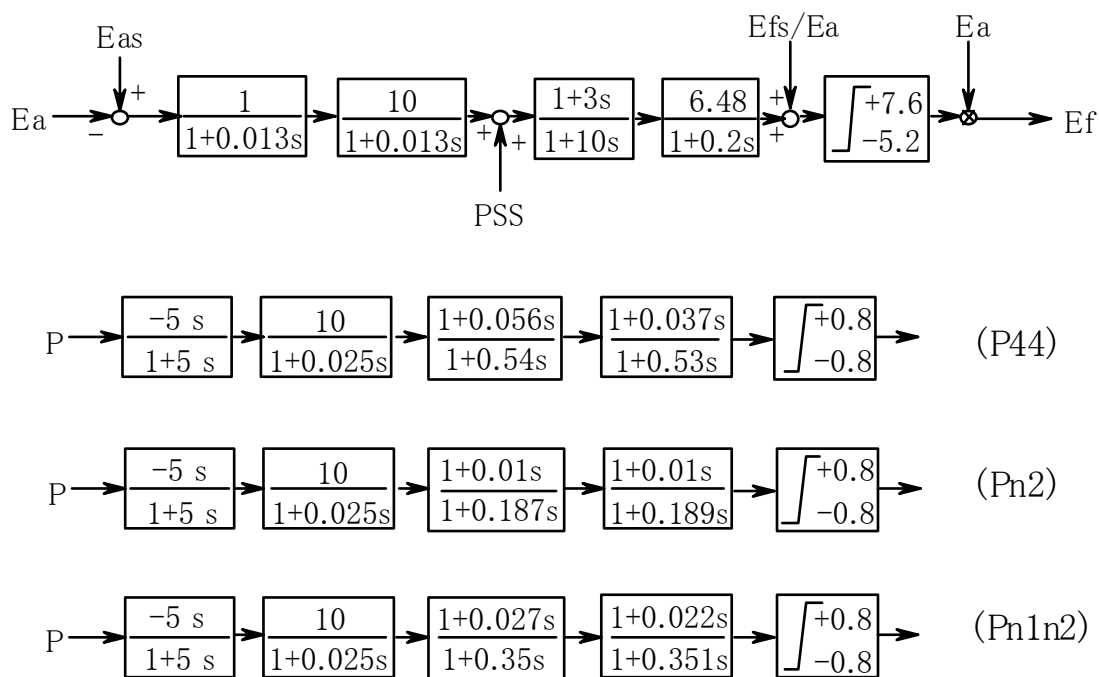 Eas Efs/Ea Ea
Ea + − 1 10 + + 1+3s 6.48 + + +7.6 Ef
1+0.013s 1+0.013s 1+10s 1+0.2s −5.2
PSS
P −5 s 10 1+0.056s 1+0.037s +0.8 (P44)
1+5 s 1+0.025s 1+0.54s 1+0.53s −0.8
P −5 s 10 1+0.01s 1+0.01s +0.8 (Pn2)
1+5 s 1+0.025s 1+0.187s 1+0.189s −0.8
P −5 s 10 1+0.027s 1+0.022s +0.8 (Pn1n2)
1+5 s 1+0.025s 1+0.35s 1+0.351s −0.8